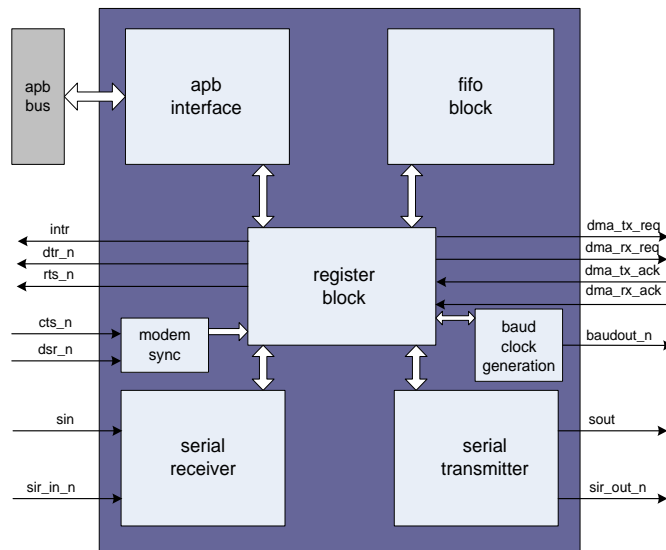 apb
bus
apb
interface
fifo
block
intr
dtr_n
rts_n
register
block
dma_tx_req
dma_rx_req
dma_tx_ack
dma_rx_ack
cts_n
dsr_n
modem
sync
baud
clock
generation
baudout_n
sin
sir_in_n
serial
receiver
serial
transmitter
sout
sir_out_n